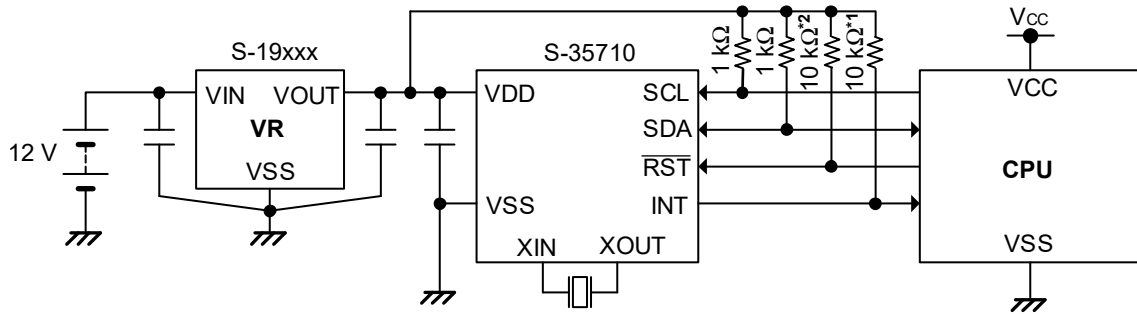 S-19xxx
S-35710
1 kΩ
1 kΩ
10 kΩ*2
10 kΩ*1
VCC
VIN
VOUT
VR
VSS
12 V
VDD
SCL
SDA
RST
VSS
INT
XIN
XOUT
VCC
CPU
VSS